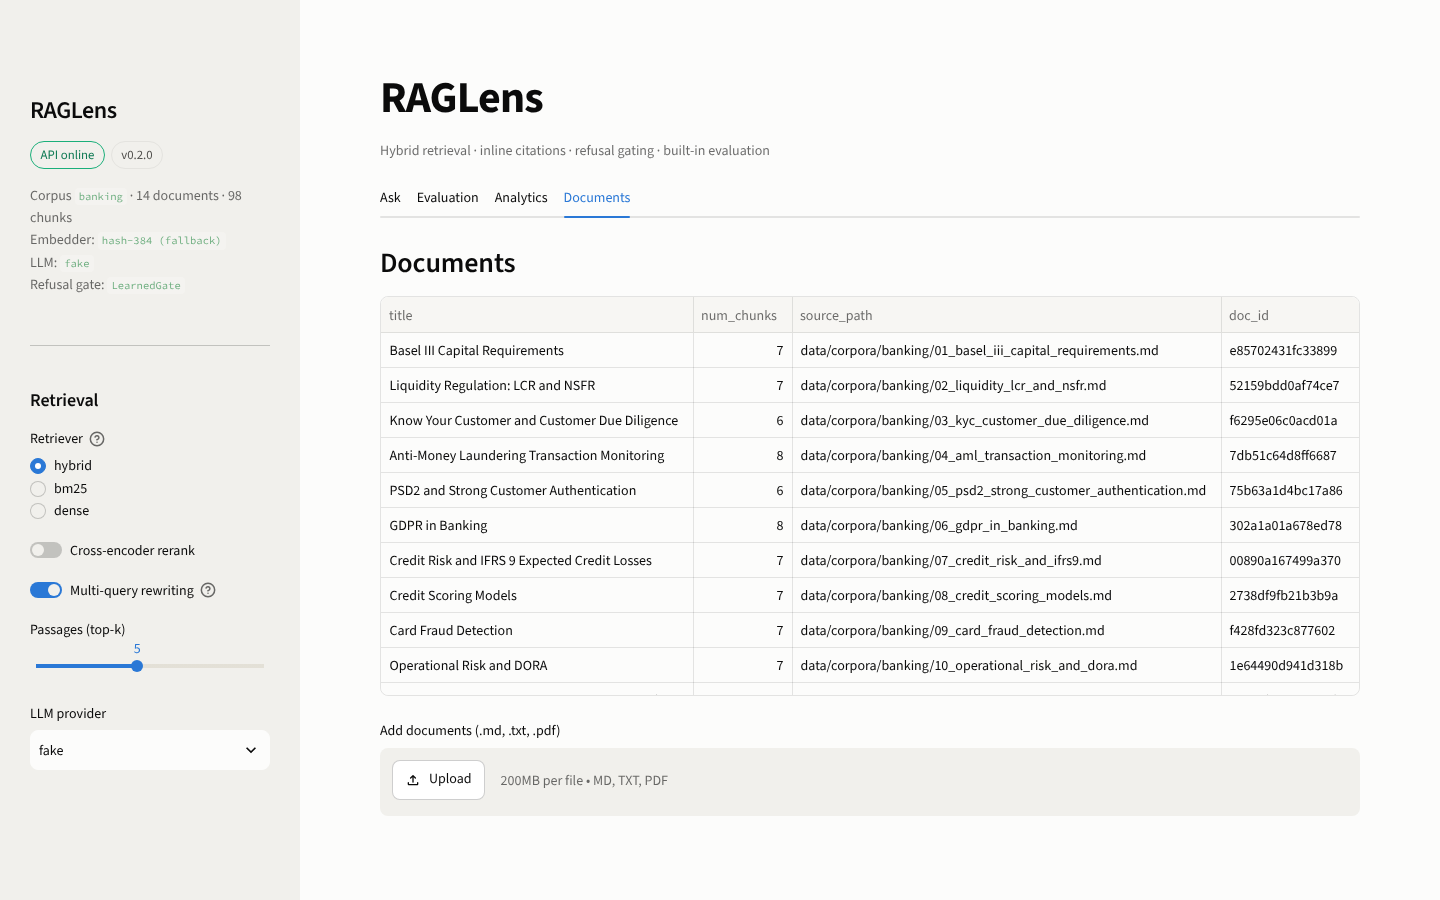 RAGLens
API online v0.2.0
Corpus banking · 14 documents · 98
chunks
Embedder: hash-384 (fallback)
LLM: fake
Refusal gate: LearnedGate
Retrieval
Retriever
hybrid
bm25
dense
Cross-encoder rerank
Multi-query rewriting
Passages (top-k)
5
LLM provider
fake
RAGLens
Hybrid retrieval · inline citations · refusal gating · built-in evaluation
Ask Evaluation Analytics Documents
Documents
title num_chunks source_path doc_id
Basel III Capital Requirements 7 data/corpora/banking/01_basel_iii_capital_requirements.md e85702431fc33899
Liquidity Regulation: LCR and NSFR 7 data/corpora/banking/02_liquidity_lcr_and_nsfr.md 52159bdd0af74ce7
Know Your Customer and Customer Due Diligence 6 data/corpora/banking/03_kyc_customer_due_diligence.md f6295e06c0acd01a
Anti-Money Laundering Transaction Monitoring 8 data/corpora/banking/04_aml_transaction_monitoring.md 7db51c64d8ff6687
PSD2 and Strong Customer Authentication 6 data/corpora/banking/05_psd2_strong_customer_authentication.md 75b63a1d4bc17a86
GDPR in Banking 8 data/corpora/banking/06_gdpr_in_banking.md 302a1a01a678ed78
Credit Risk and IFRS 9 Expected Credit Losses 7 data/corpora/banking/07_credit_risk_and_ifrs9.md 00890a167499a370
Credit Scoring Models 7 data/corpora/banking/08_credit_scoring_models.md 2738df9fb21b3b9a
Card Fraud Detection 7 data/corpora/banking/09_card_fraud_detection.md f428fd323c877602
Operational Risk and DORA 7 data/corpora/banking/10_operational_risk_and_dora.md 1e64490d941d318b
Add documents (.md, .txt, .pdf)
Upload 200MB per file • MD, TXT, PDF